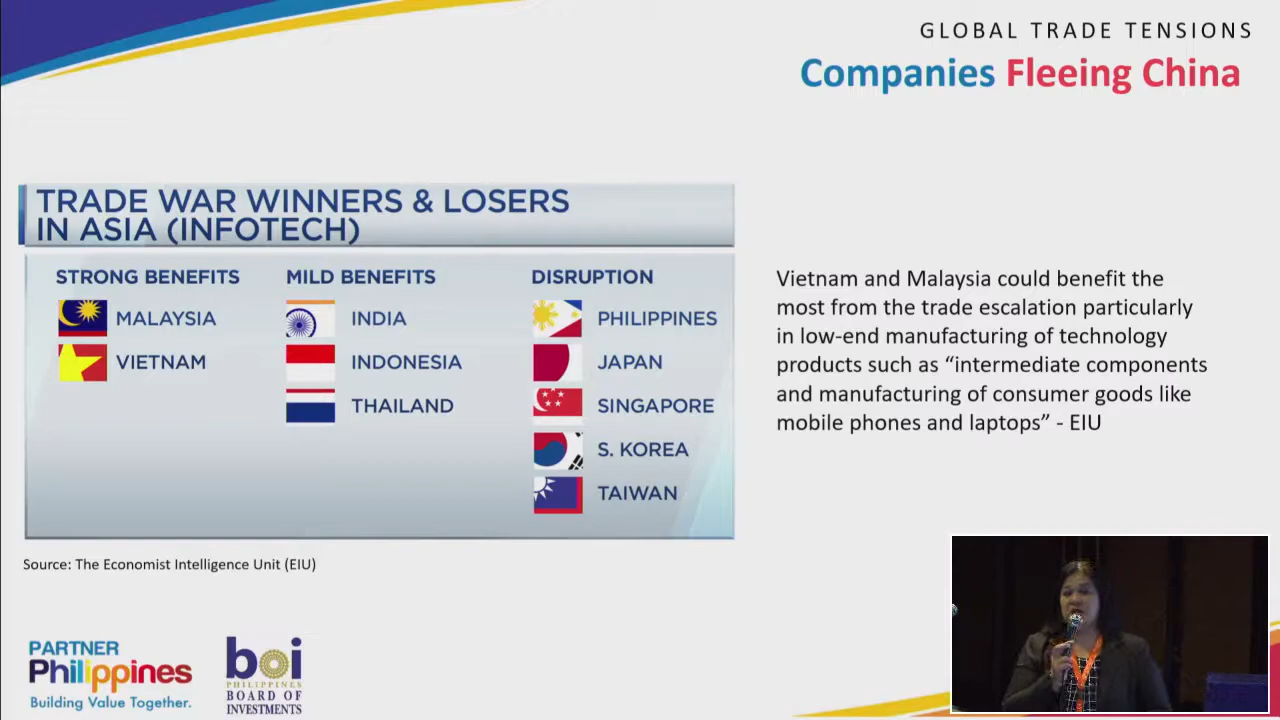 GLOBAL TRADE TENSIONS
Companies Fleeing China
TRADE WAR WINNERS & LOSERS
IN ASIA (INFOTECH)
STRONG BENEFITS
MALAYSIA
VIETNAM
MILD BENEFITS
INDIA
INDONESIA
THAILAND
DISRUPTION
PHILIPPINES
JAPAN
SINGAPORE
S. KOREA
TAIWAN
Vietnam and Malaysia could benefit the
most from the trade escalation particularly
in low-end manufacturing of technology
products such as “intermediate components
and manufacturing of consumer goods like
mobile phones and laptops” - EIU
Source: The Economist Intelligence Unit (EIU)
PARTNER
Philippines
Building Value Together.
boi
PHILIPPINES
BOARD OF
INVESTMENTS